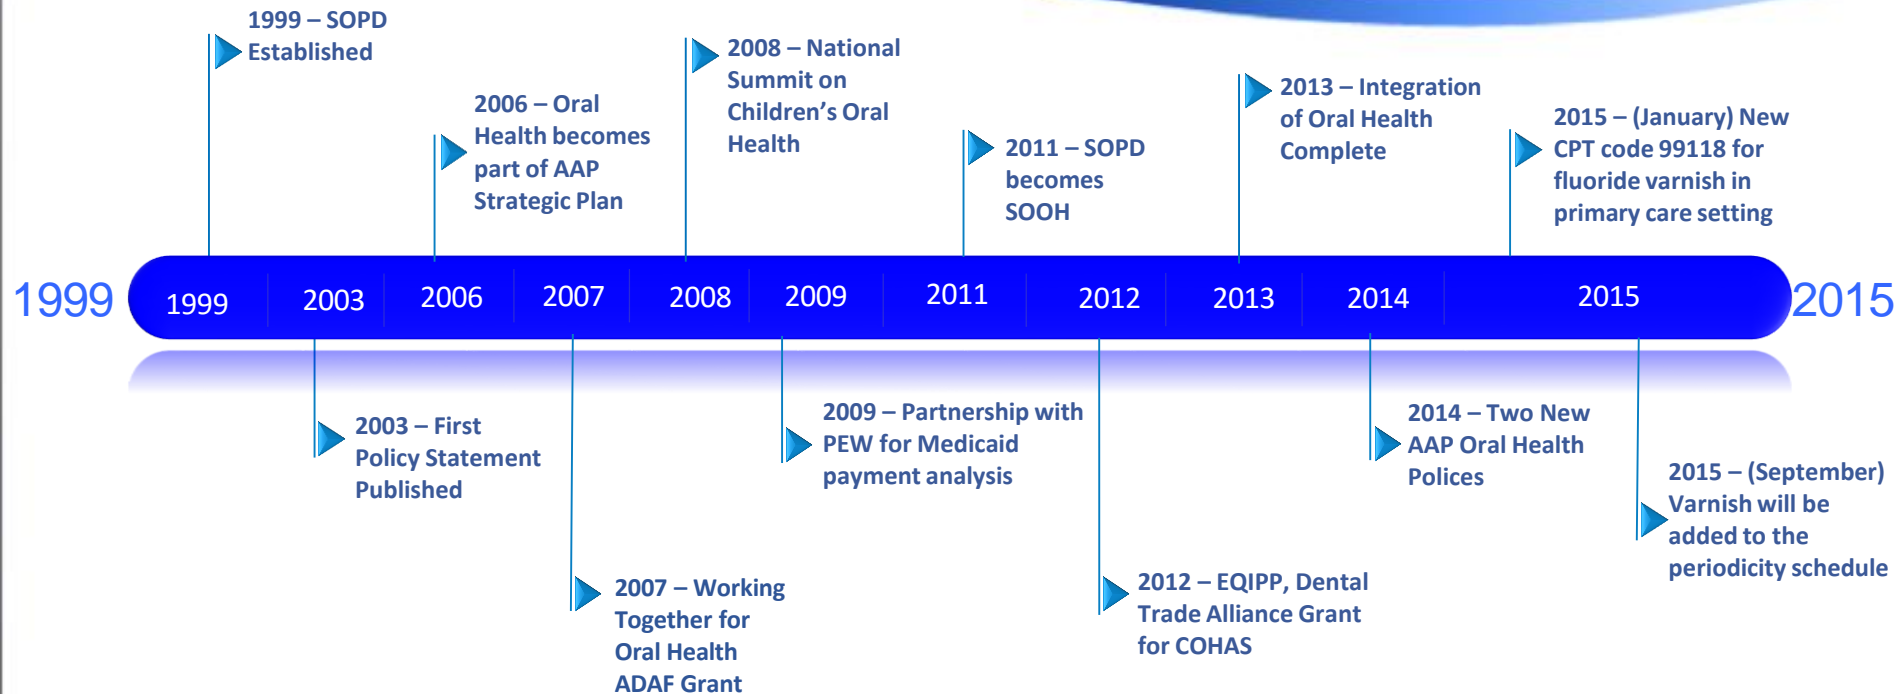 1999 – SOPD
Established
2006 – Oral
Health becomes
part of AAP
Strategic Plan
2008 – National
Summit on
Children’s Oral
Health
2011 – SOPD
becomes
SOOH
2013 – Integration
of Oral Health
Complete
2015 – (January) New
CPT code 99118 for
fluoride varnish in
primary care setting
1999
1999
2003
2006
2007
2008
2009
2011
2012
2013
2014
2015
2015
2003 – First
Policy Statement
Published
2007 – Working
Together for
Oral Health
ADAF Grant
2009 – Partnership with
PEW for Medicaid
payment analysis
2012 – EQIPP, Dental
Trade Alliance Grant
for COHAS
2014 – Two New
AAP Oral Health
Polices
2015 – (September)
Varnish will be
added to the
periodicity schedule